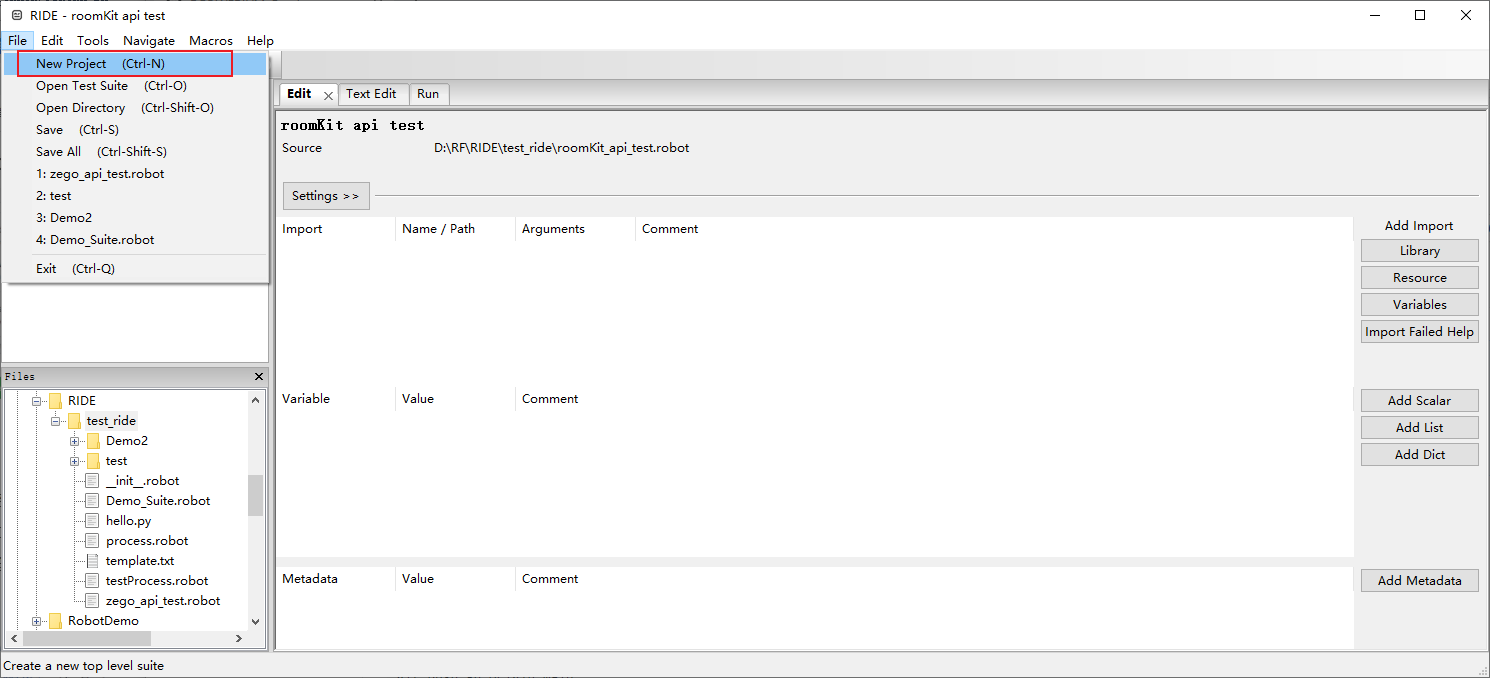 RIDE - roomKit api test
File Edit Tools Navigate Macros Help
New Project (Ctrl-N)
Open Test Suite (Ctrl-O)
Open Directory (Ctrl-Shift-O)
Save (Ctrl-S)
Save All (Ctrl-Shift-S)
1: zego_api_test.robot
2: test
3: Demo2
4: Demo_Suite.robot
Exit (Ctrl-Q)
Files
RIDE
test_ride
Demo2
test
__init__.robot
Demo_Suite.robot
hello.py
process.robot
template.txt
testProcess.robot
zego_api_test.robot
RobotDemo
Edit Text Edit Run
roomKit api test
Source D:\RF\RIDE\test_ride\roomKit_api_test.robot
Settings >>
Import Name / Path Arguments Comment
Add Import
Library
Resource
Variables
Import Failed Help
Variable Value Comment
Add Scalar
Add List
Add Dict
Metadata Value Comment
Add Metadata
Create a new top level suite